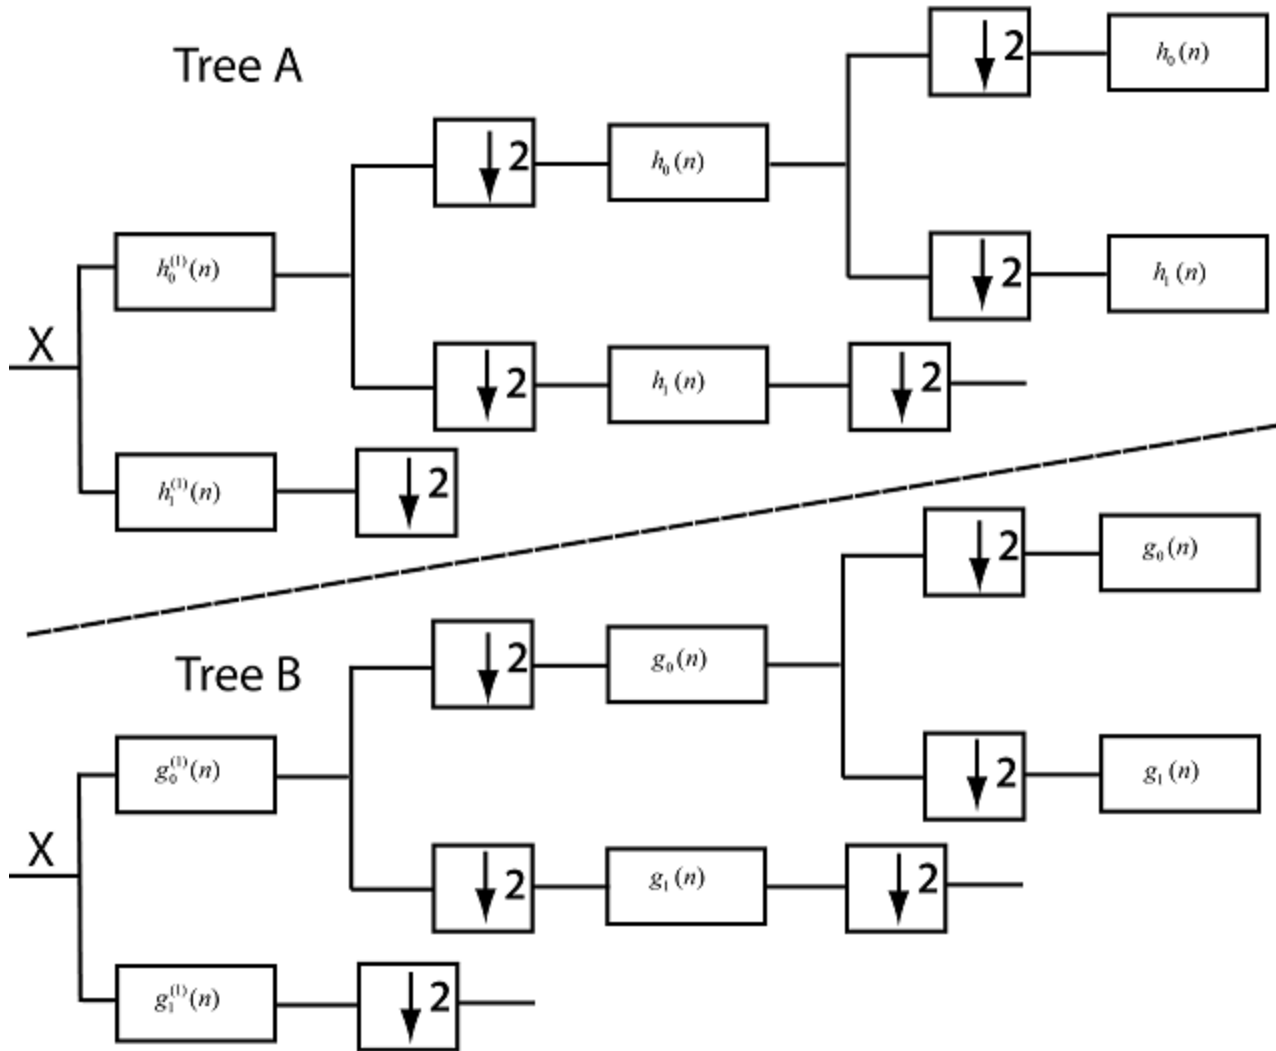 Tree A
↓2
h₀(n)
↓2
h₀(n)
h₀⁽¹⁾(n)
↓2
h₁(n)
X
↓2
h₁(n)
↓2
h₁⁽¹⁾(n)
↓2
↓2
g₀(n)
Tree B
↓2
g₀(n)
g₀⁽¹⁾(n)
↓2
g₁(n)
X
↓2
g₁(n)
↓2
g₁⁽¹⁾(n)
↓2